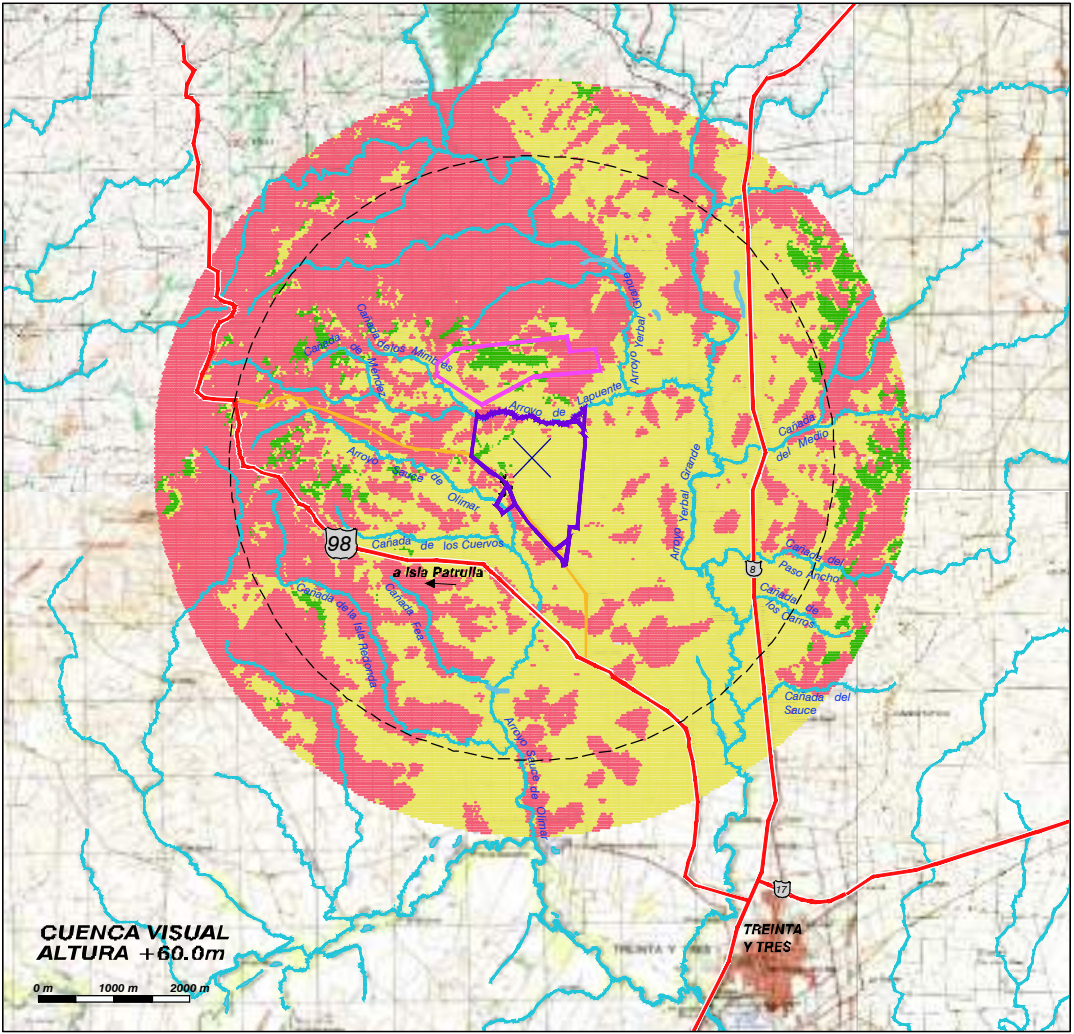 Cañada de los Mimbres
Cañada de Méndez
Arroyo Yerbal Grande
Arroyo de Lapuente
Arroyo Sauce de Olimar
Cañada
del Medio
Arroyo Yerbal Grande
98
Cañada de los Cuervos
a Isla Patrulla
8
Cañada del
Paso Ancho
Cañada de
los Carros
Cañada de la Isla Redonda
Cañada Fea
Cañada del
Sauce
Arroyo Sauce de Olimar
17
CUENCA VISUAL
ALTURA +60.0m
TREINTA
Y TRES
TREINTA Y TRES
0 m 1000 m 2000 m